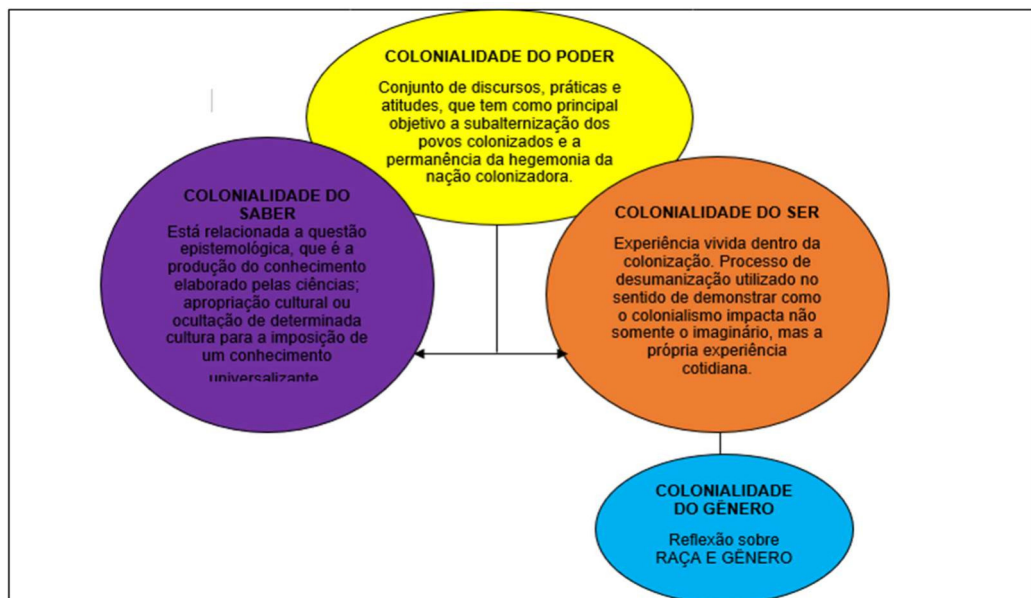 COLONIALIDADE DO PODER
Conjunto de discursos, práticas e
atitudes, que tem como principal
objetivo a subalternização dos
povos colonizados e a
permanência da hegemonia da
nação colonizadora.
COLONIALIDADE DO
SABER
Está relacionada a questão
epistemológica, que é a
produção do conhecimento
elaborado pelas ciências;
apropriação cultural ou
ocultação de determinada
cultura para a imposição de
um conhecimento
universalizante
COLONIALIDADE DO SER
Experiência vivida dentro da
colonização. Processo de
desumanização utilizado no
sentido de demonstrar como
o colonialismo impacta não
somente o imaginário, mas a
própria experiência
cotidiana.
COLONIALIDADE
DO GÊNERO
Reflexão sobre
RAÇA E GÊNERO